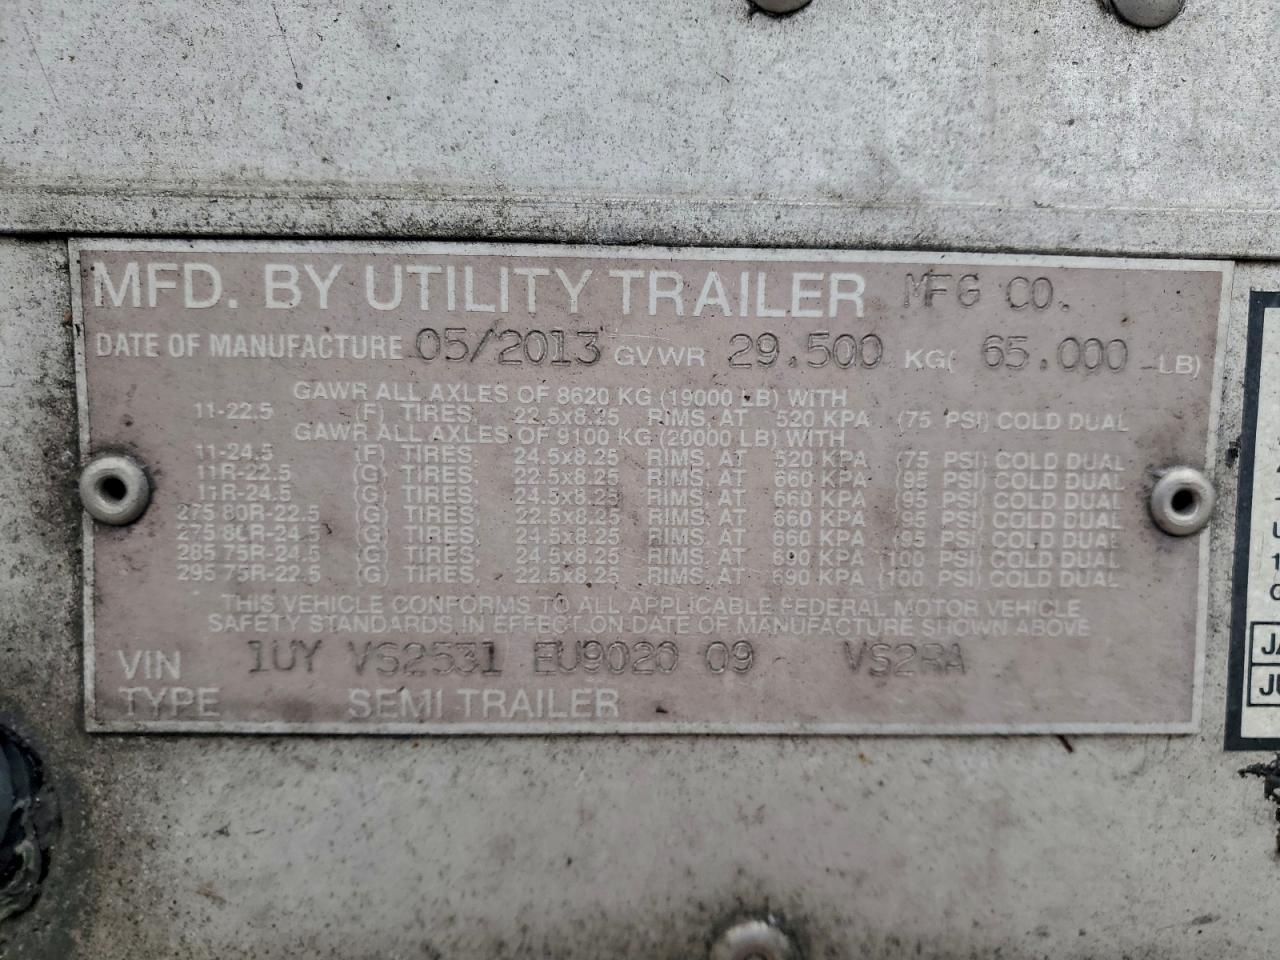 MFD. BY UTILITY TRAILER MFG CO.
DATE OF MANUFACTURE 05/2013 GVWR 29.500 KG( 65.000 LB)
GAWR ALL AXLES OF 8620 KG (19000 LB) WITH
11-22.5 (F) TIRES, 22.5x8.25 RIMS, AT 520 KPA (75 PSI) COLD DUAL
GAWR ALL AXLES OF 9100 KG (20000 LB) WITH
11-24.5 (F) TIRES, 24.5x8.25 RIMS, AT 520 KPA (75 PSI) COLD DUAL
11R-22.5 (G) TIRES, 22.5x8.25 RIMS, AT 660 KPA (95 PSI) COLD DUAL
11R-24.5 (G) TIRES, 24.5x8.25 RIMS, AT 660 KPA (95 PSI) COLD DUAL
275 80R-22.5 (G) TIRES, 22.5x8.25 RIMS, AT 660 KPA (95 PSI) COLD DUAL
275 80R-24.5 (G) TIRES, 24.5x8.25 RIMS, AT 660 KPA (95 PSI) COLD DUAL
285 75R-24.5 (G) TIRES, 24.5x8.25 RIMS, AT 690 KPA (100 PSI) COLD DUAL
295 75R-22.5 (G) TIRES, 22.5x8.25 RIMS, AT 690 KPA (100 PSI) COLD DUAL
THIS VEHICLE CONFORMS TO ALL APPLICABLE FEDERAL MOTOR VEHICLE
SAFETY STANDARDS IN EFFECT ON DATE OF MANUFACTURE SHOWN ABOVE
VIN 1UY VS2531 EU9020 09 VS2RA
TYPE SEMI TRAILER